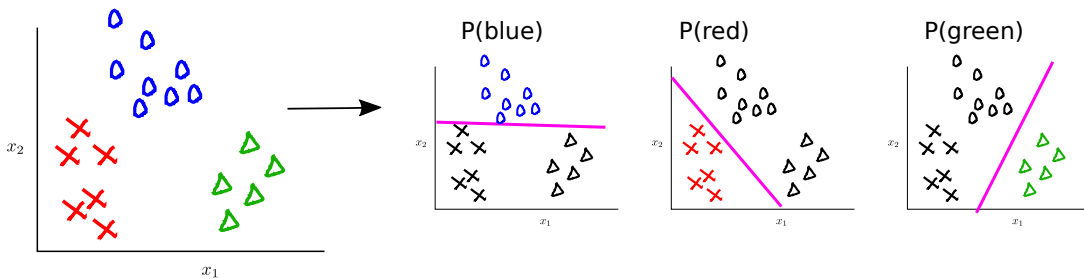 x₂
x₁
P(blue)
x₂
x₁
P(red)
x₂
x₁
P(green)
x₂
x₁